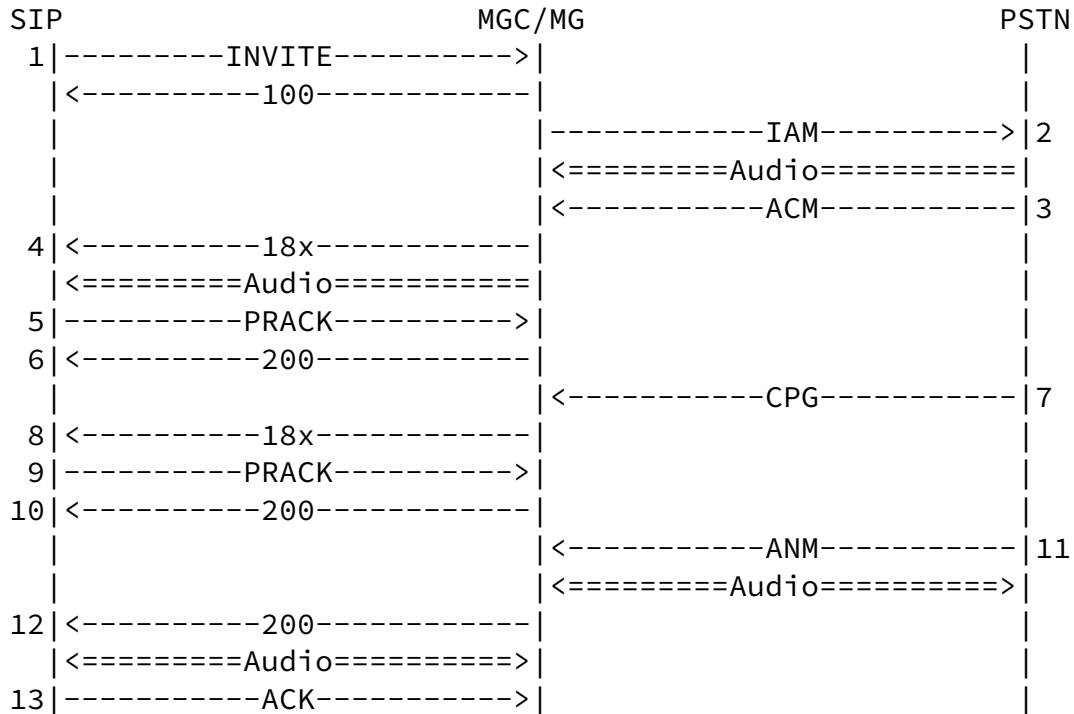 SIP                       MGC/MG                       PSTN
 1|---------INVITE---------->|                          |
  |<----------100------------|                          |
  |                          |------------IAM---------->|2
  |                          |<=========Audio===========|
  |                          |<-----------ACM-----------|3
 4|<----------18x------------|                          |
  |<=========Audio===========|                          |
 5|----------PRACK---------->|                          |
 6|<----------200------------|                          |
  |                          |<-----------CPG-----------|7
 8|<----------18x------------|                          |
 9|----------PRACK---------->|                          |
10|<----------200------------|                          |
  |                          |<-----------ANM-----------|11
  |                          |<=========Audio==========>|
12|<----------200------------|                          |
  |<=========Audio==========>|                          |
13|-----------ACK----------->|                          |